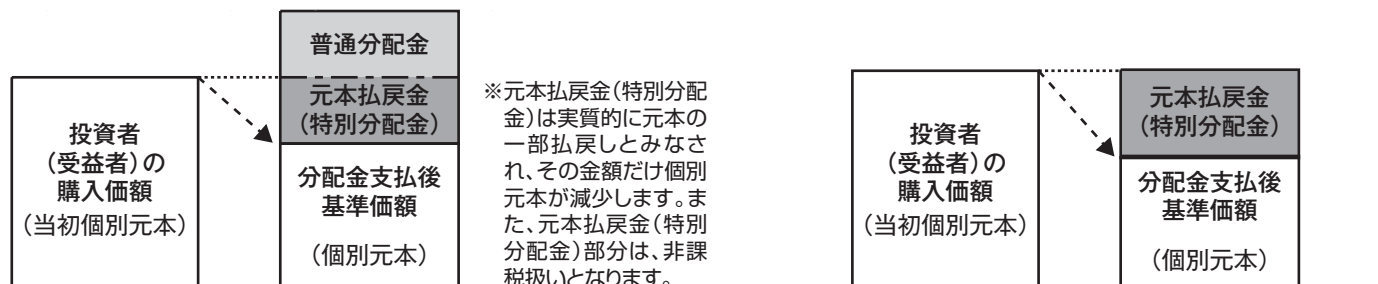 普通分配金
元本払戻金
（特別分配金）
投資者
（受益者）の
購入価額
（当初個別元本）
分配金支払後
基準価額
（個別元本）
※元本払戻金（特別分配
金）は実質的に元本の
一部払戻しとみなさ
れ、その金額だけ個別
元本が減少します。ま
た、元本払戻金（特別
分配金）部分は、非課
税扱いとなります。
元本払戻金
（特別分配金）
投資者
（受益者）の
購入価額
（当初個別元本）
分配金支払後
基準価額
（個別元本）